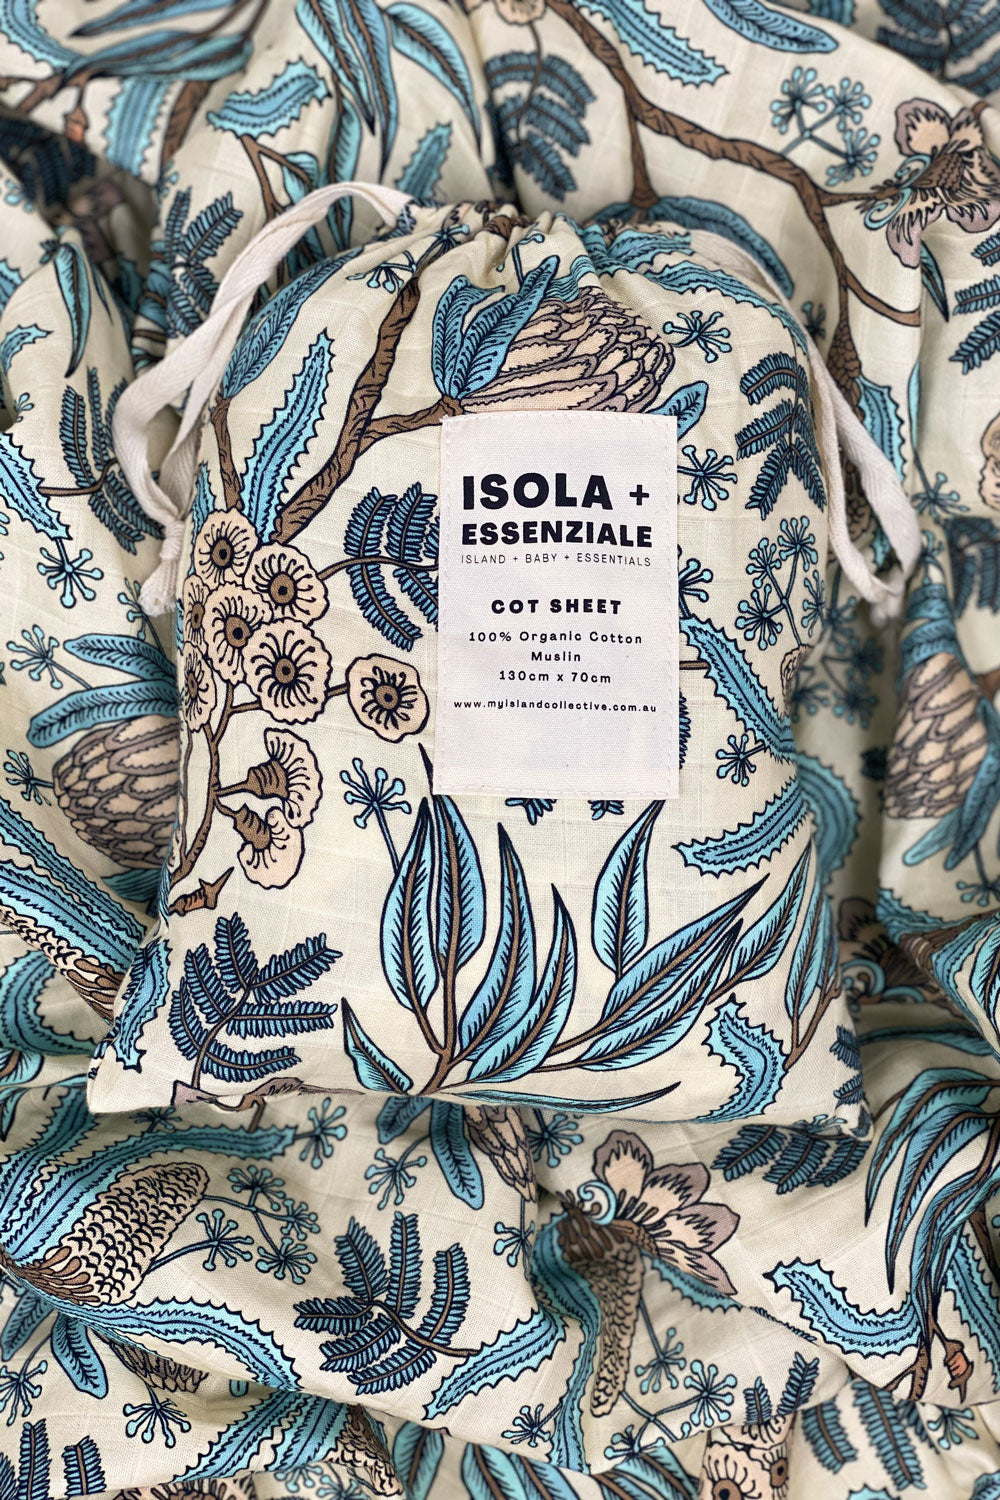 ISOLA +
ESSENZIALE
ISLAND + BABY + ESSENTIALS
COT SHEET
100% Organic Cotton
Muslin
130cm x 70cm
www.myislandcollective.com.au